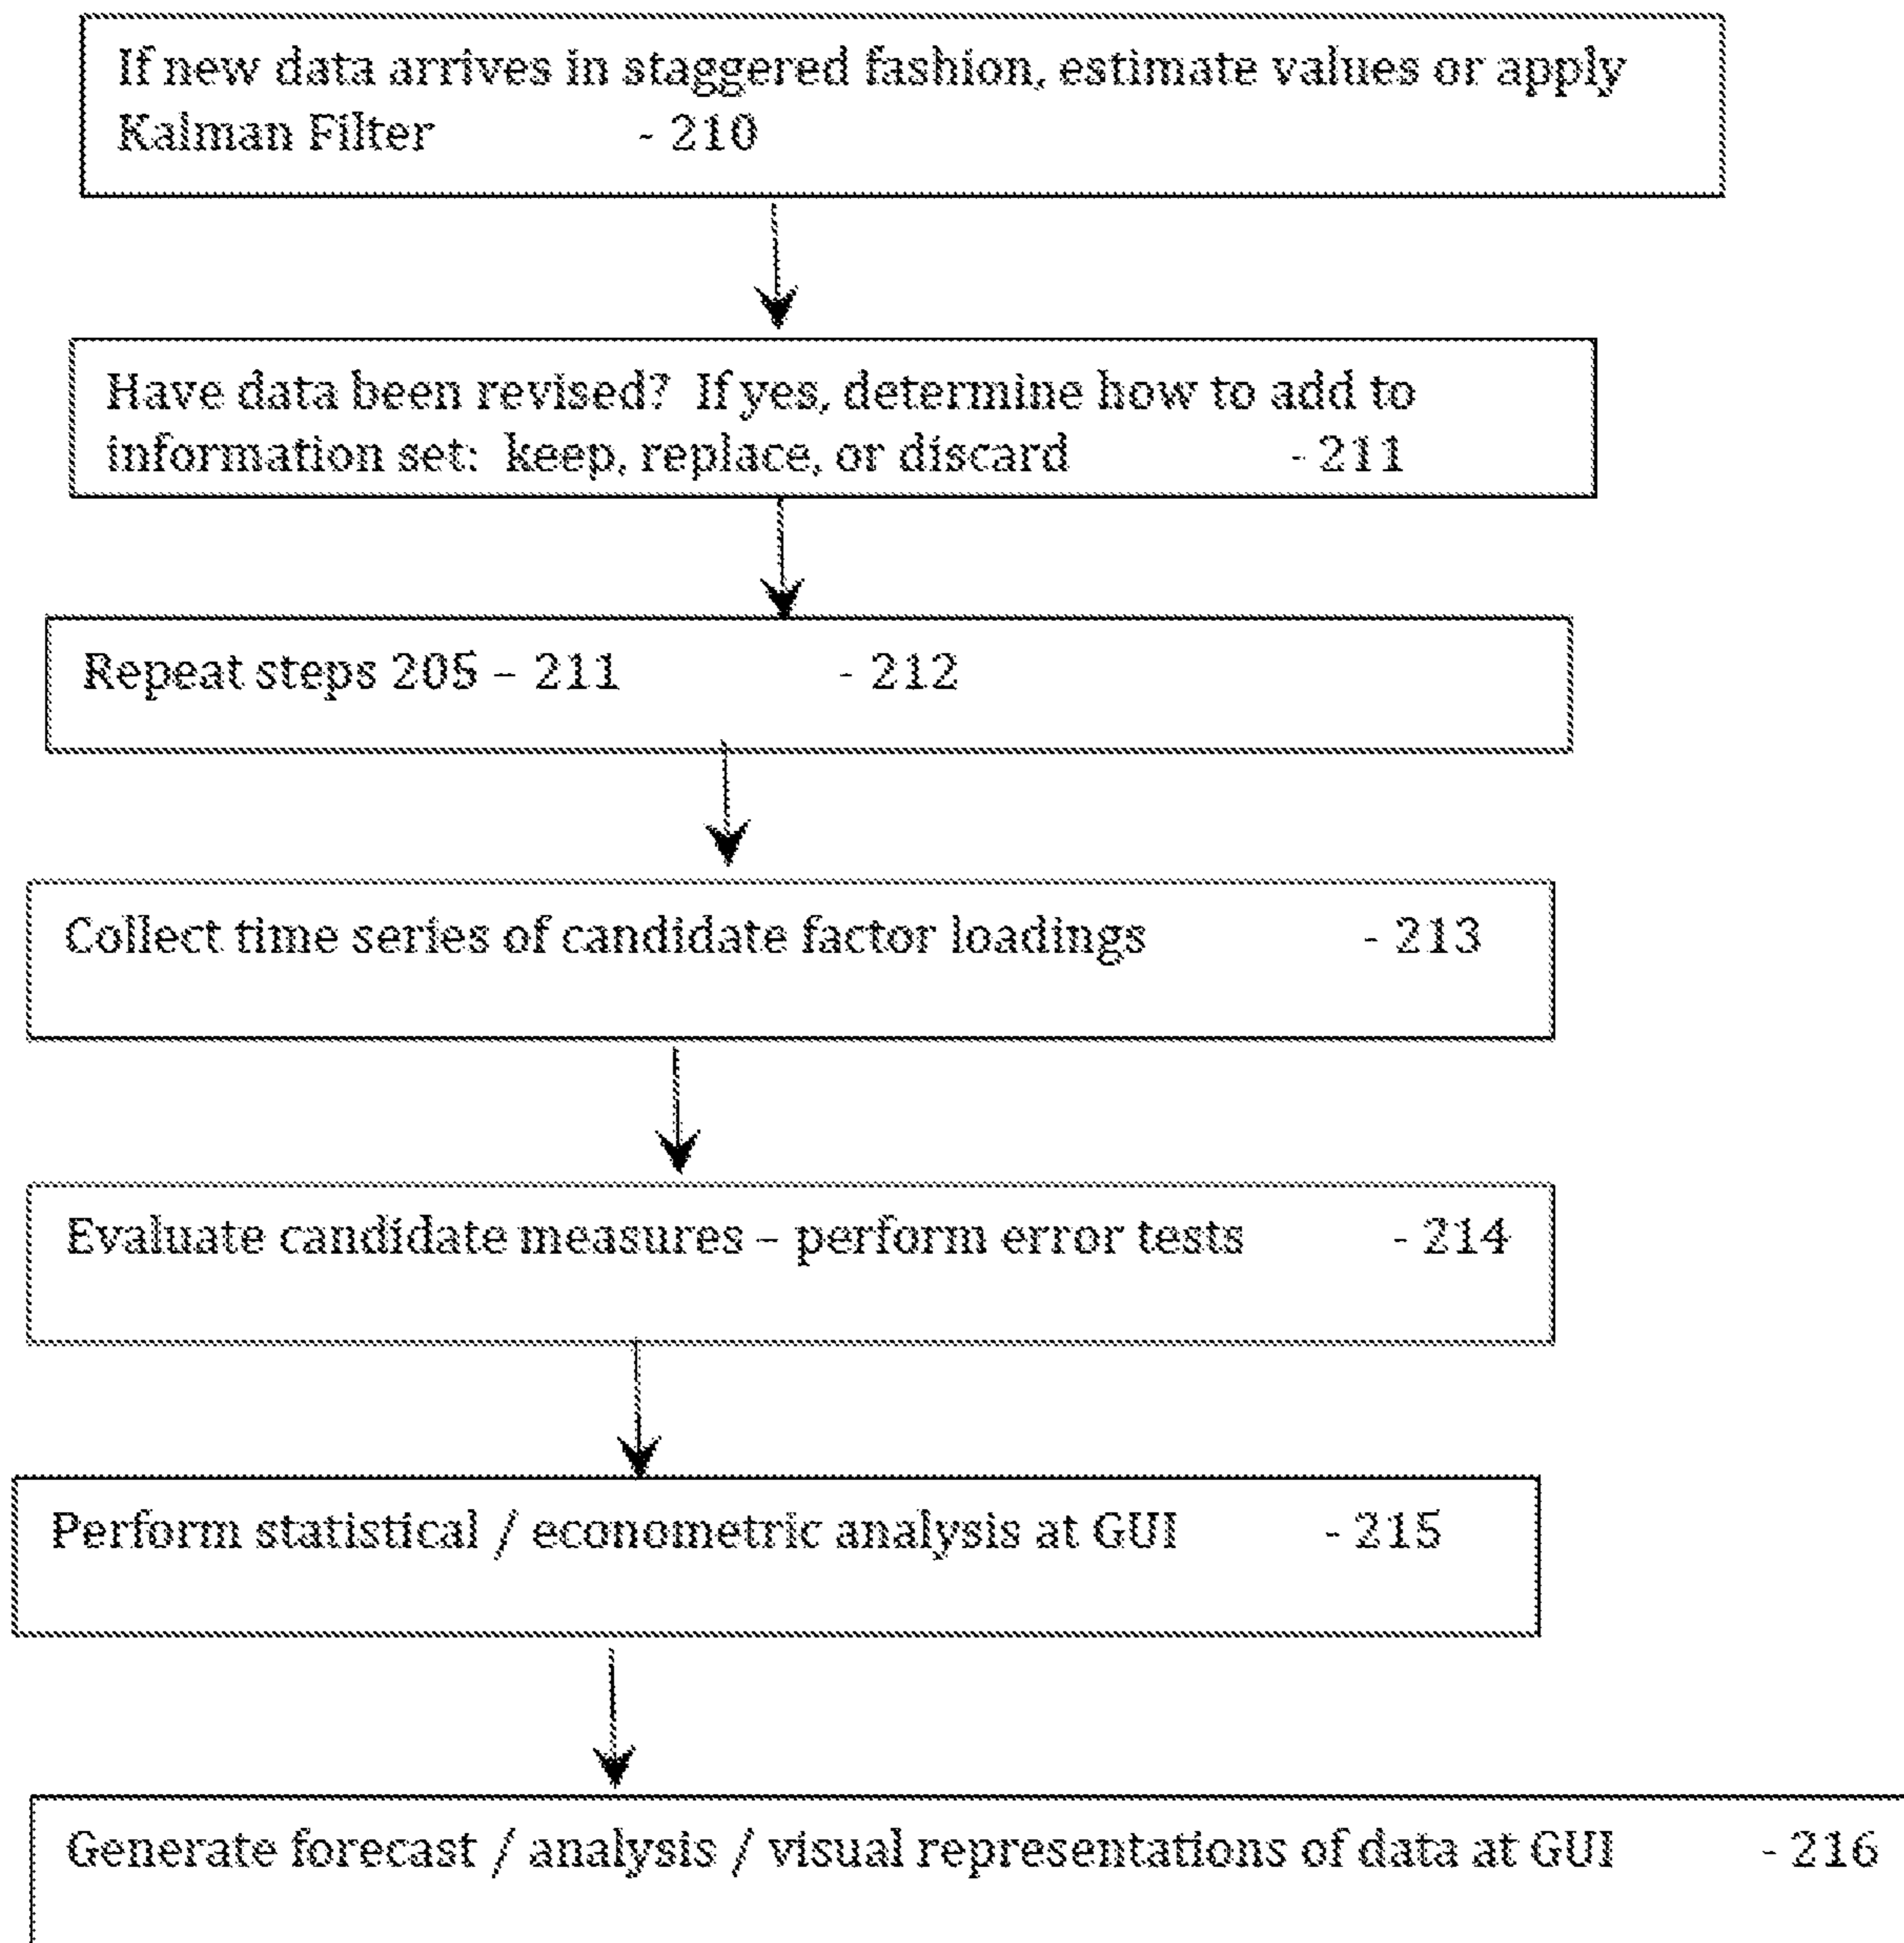 If new data arrives in staggered fashion, estimate values or apply
Kalman Filter - 210
Have data been revised? If yes, determine how to add to
information set: keep, replace, or discard - 211
Repeat steps 205 – 211 - 212
Collect time series of candidate factor loadings - 213
Evaluate candidate measures – perform error tests - 214
Perform statistical / econometric analysis at GUI - 215
Generate forecast / analysis / visual representations of data at GUI - 216